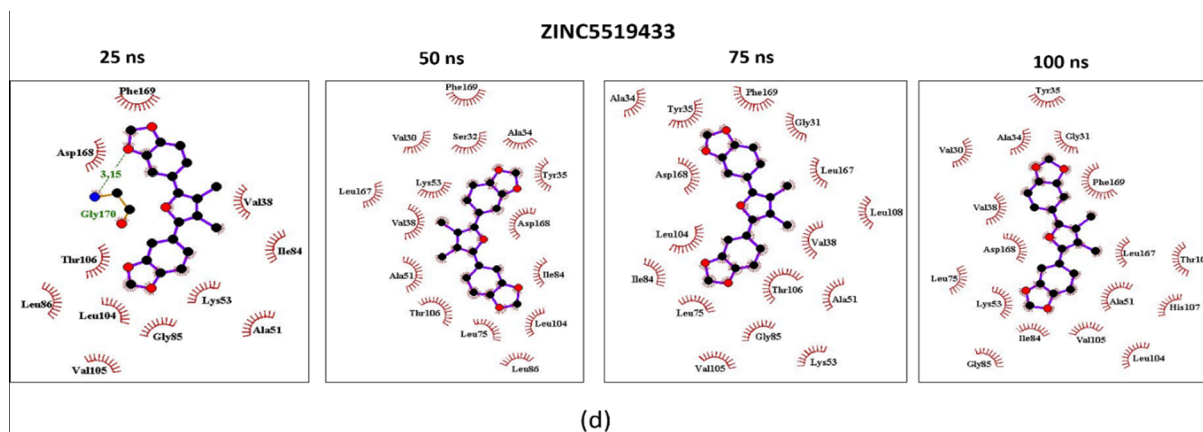 ZINC5519433
25 ns
50 ns
75 ns
100 ns
Phe169
Asp168
3,15
Gly170
Val38
Ile84
Thr106
Lys53
Leu86
Leu104
Gly85
Ala51
Val105
Phe169
Val30
Ser32
Ala34
Tyr35
Leu167
Lys53
Val38
Asp168
Ala51
Ile84
Thr106
Leu75
Leu104
Leu86
Ala34
Tyr35
Phe169
Gly31
Asp168
Leu167
Leu108
Leu104
Val38
Ile84
Thr106
Ala51
Leu75
Gly85
Val105
Lys53
Tyr35
Val30
Ala34
Gly31
Phe169
Val38
Asp168
Leu167
Leu75
Lys53
Ala51
His107
Ile84
Val105
Gly85
Leu104
(d)